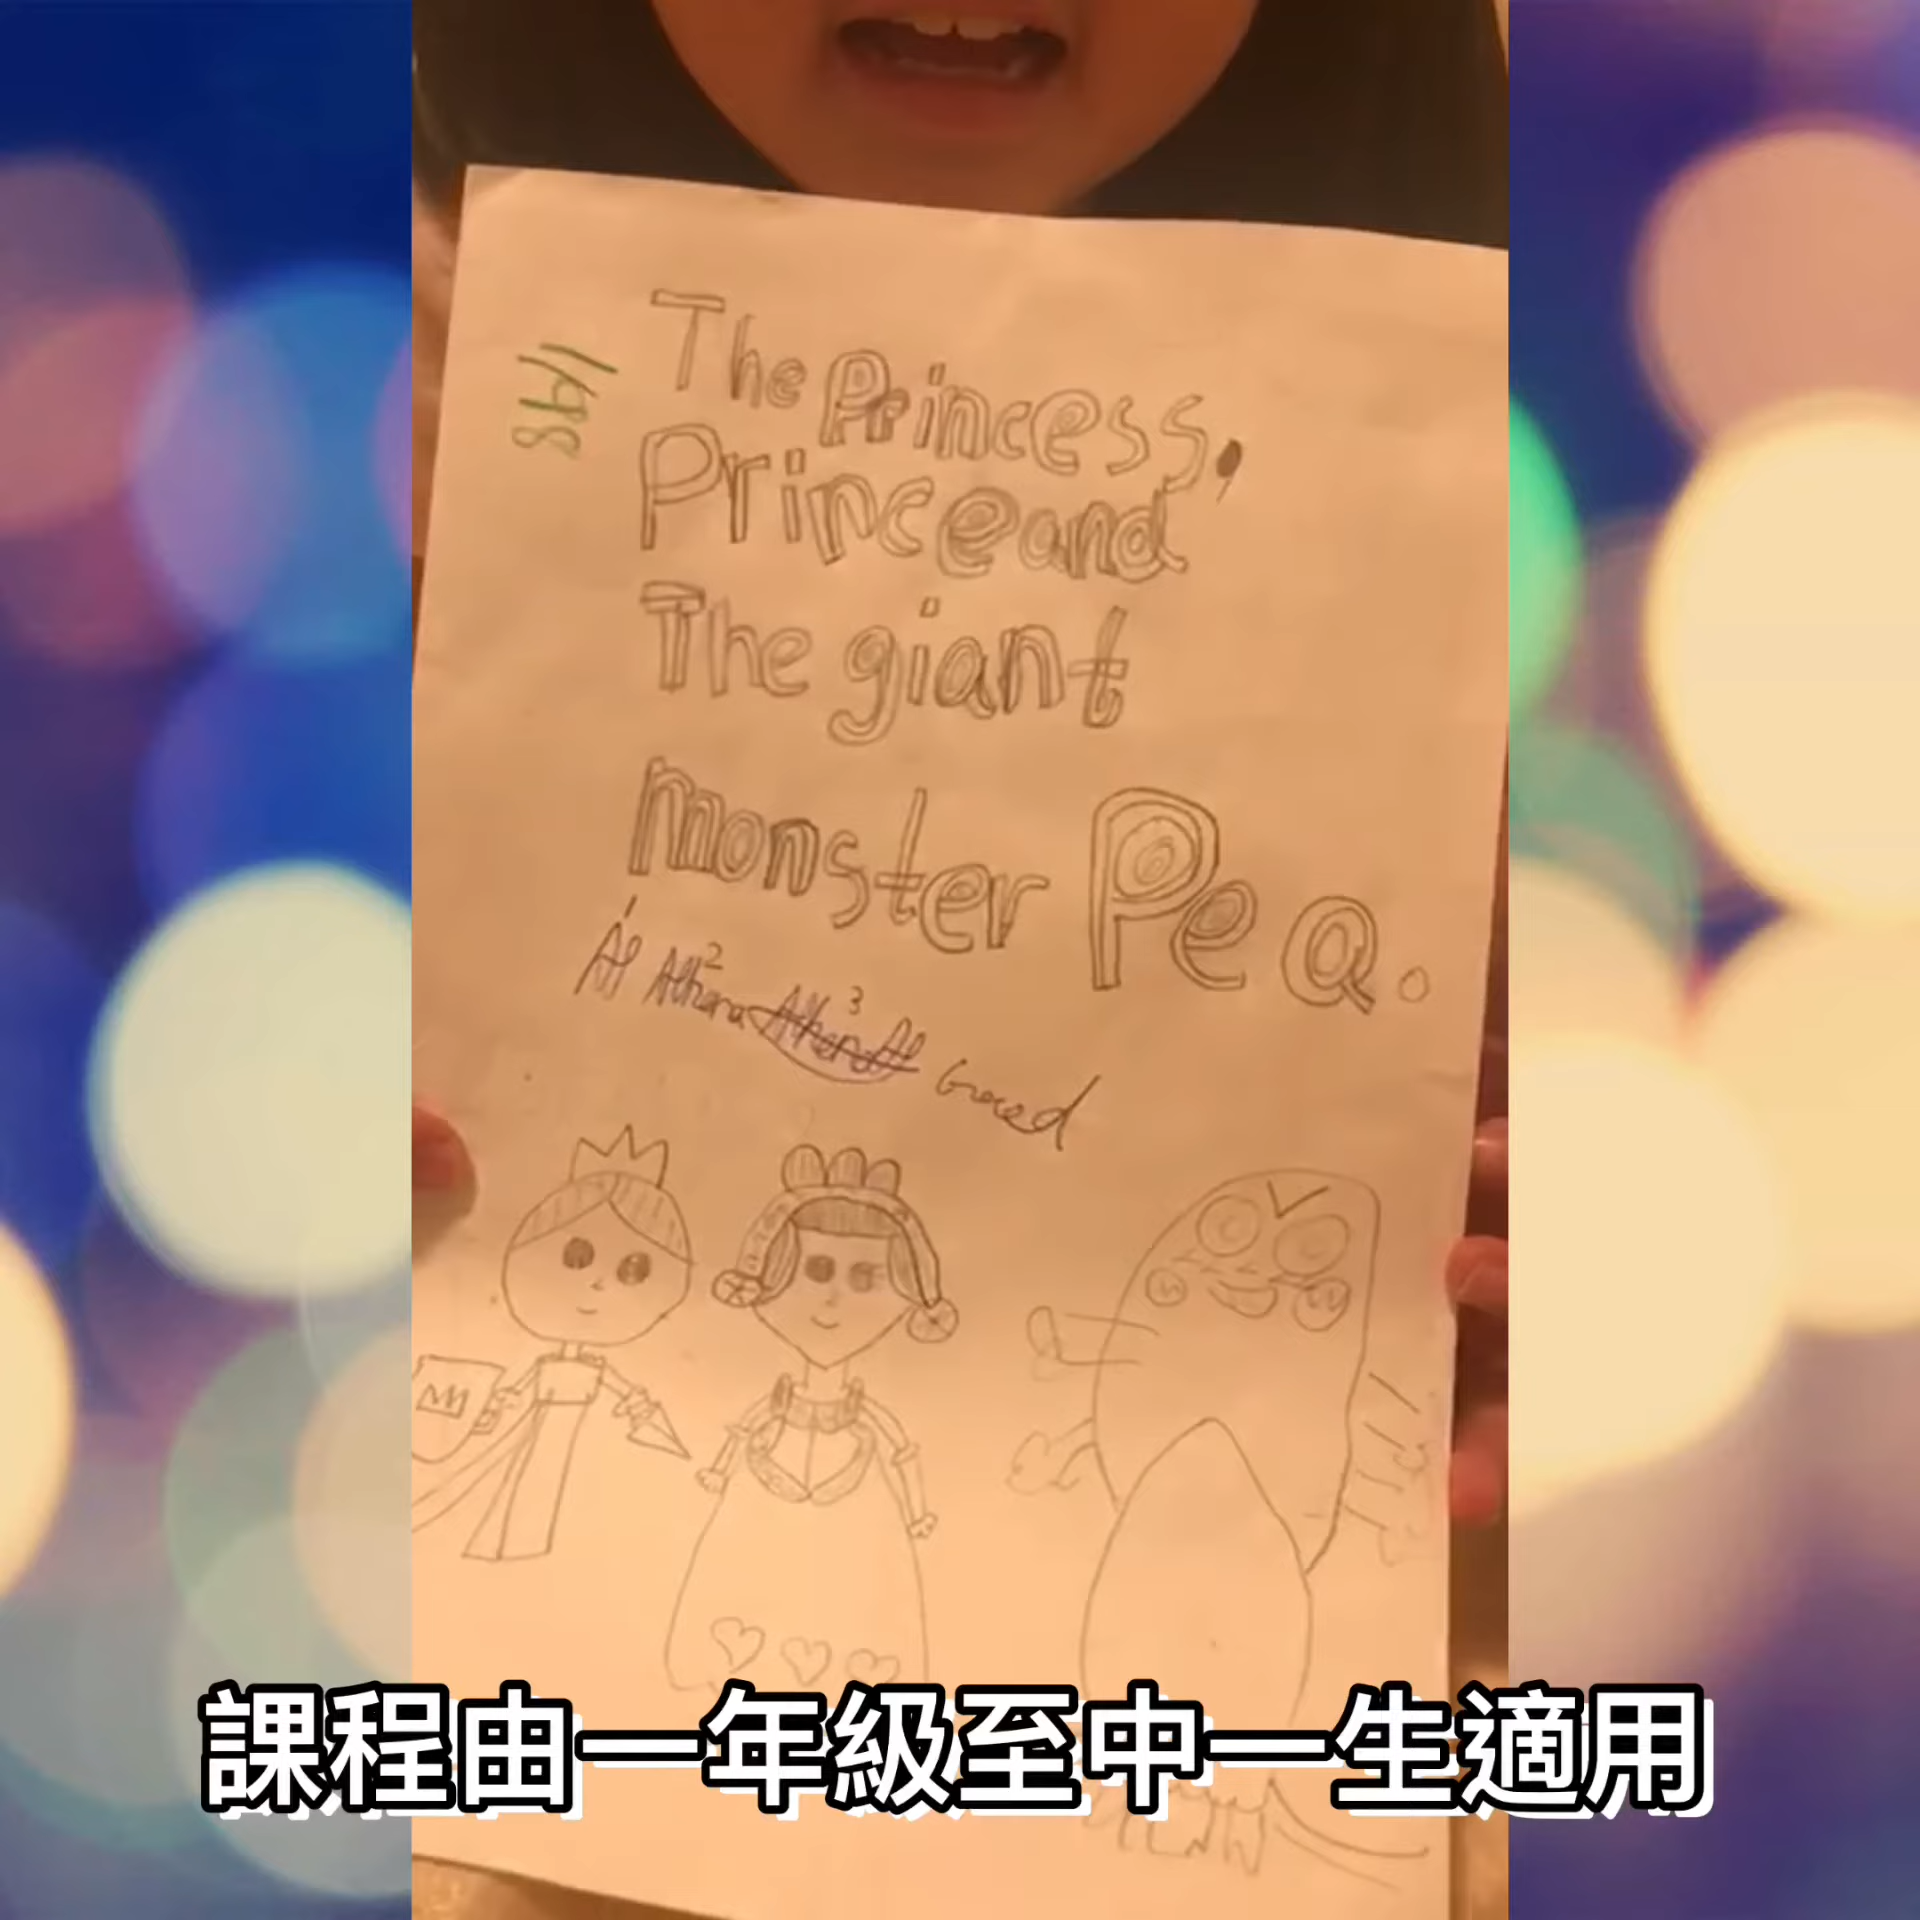 The Princess,
Prince and
The giant
monster Pea.
Athena
課程由一年級至中一生適用